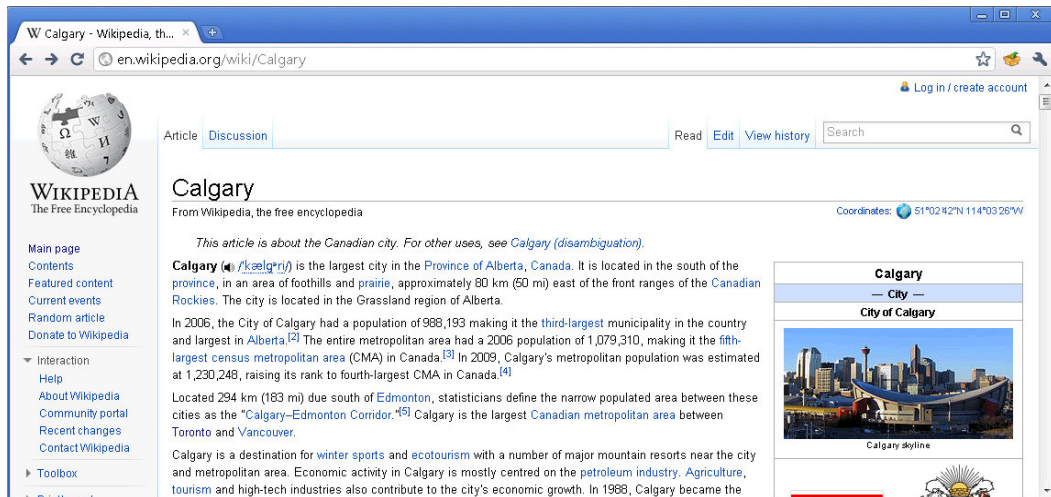 W Calgary - Wikipedia, th...
en.wikipedia.org/wiki/Calgary
Log in / create account
Article Discussion
Read Edit View history
Search
WIKIPEDIA
The Free Encyclopedia
Main page
Contents
Featured content
Current events
Random article
Donate to Wikipedia
Interaction
Help
About Wikipedia
Community portal
Recent changes
Contact Wikipedia
Toolbox
Calgary
From Wikipedia, the free encyclopedia
Coordinates: 51°02′42″N 114°03′26″W
This article is about the Canadian city. For other uses, see Calgary (disambiguation).
Calgary (/ˈkælɡᵊri/) is the largest city in the Province of Alberta, Canada. It is located in the south of the
province, in an area of foothills and prairie, approximately 80 km (50 mi) east of the front ranges of the Canadian
Rockies. The city is located in the Grassland region of Alberta.
In 2006, the City of Calgary had a population of 988,193 making it the third-largest municipality in the country
and largest in Alberta.[2] The entire metropolitan area had a 2006 population of 1,079,310, making it the fifth-
largest census metropolitan area (CMA) in Canada.[3] In 2009, Calgary's metropolitan population was estimated
at 1,230,248, raising its rank to fourth-largest CMA in Canada.[4]
Located 294 km (183 mi) due south of Edmonton, statisticians define the narrow populated area between these
cities as the "Calgary–Edmonton Corridor."[5] Calgary is the largest Canadian metropolitan area between
Toronto and Vancouver.
Calgary is a destination for winter sports and ecotourism with a number of major mountain resorts near the city
and metropolitan area. Economic activity in Calgary is mostly centred on the petroleum industry. Agriculture,
tourism and high-tech industries also contribute to the city's economic growth. In 1988, Calgary became the
Calgary
— City —
City of Calgary
Calgary skyline